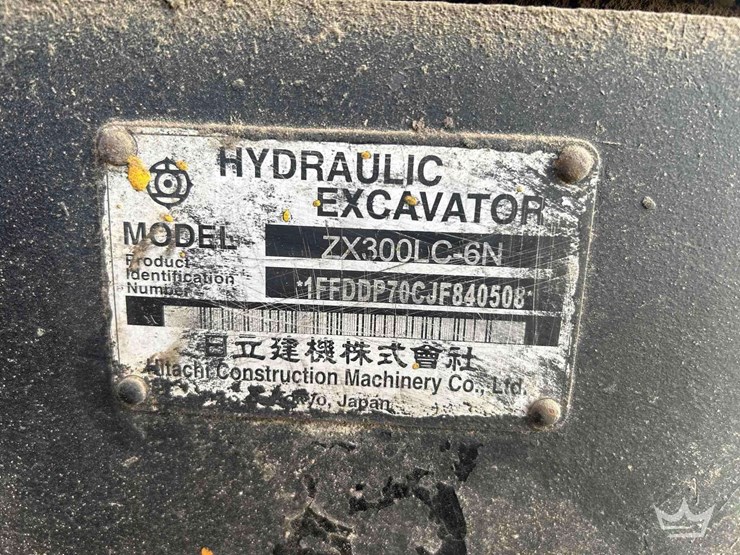 HYDRAULIC
EXCAVATOR
MODEL ZX300LC-6N
Product
Identification
Number *1FFDDP70CJF840508*
日立建機株式會社
Hitachi Construction Machinery Co., Ltd.
Japan